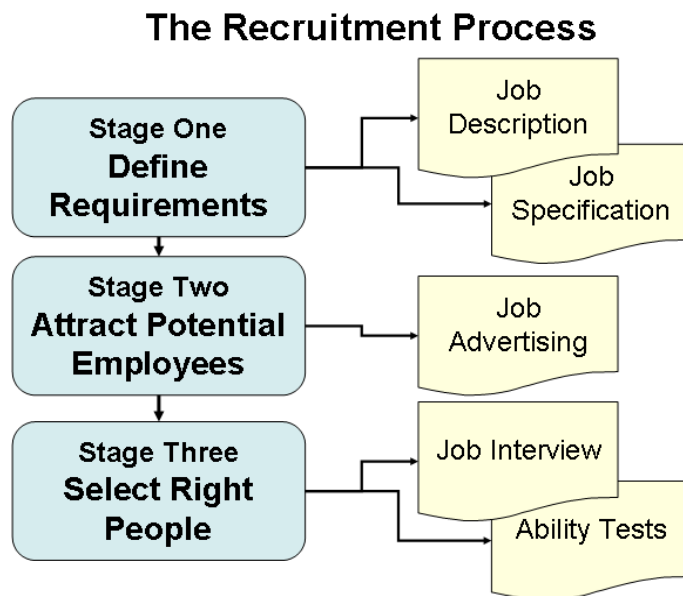 The Recruitment Process
Stage One
Define
Requirements
Job
Description
Job
Specification
Stage Two
Attract Potential
Employees
Job
Advertising
Stage Three
Select Right
People
Job Interview
Ability Tests